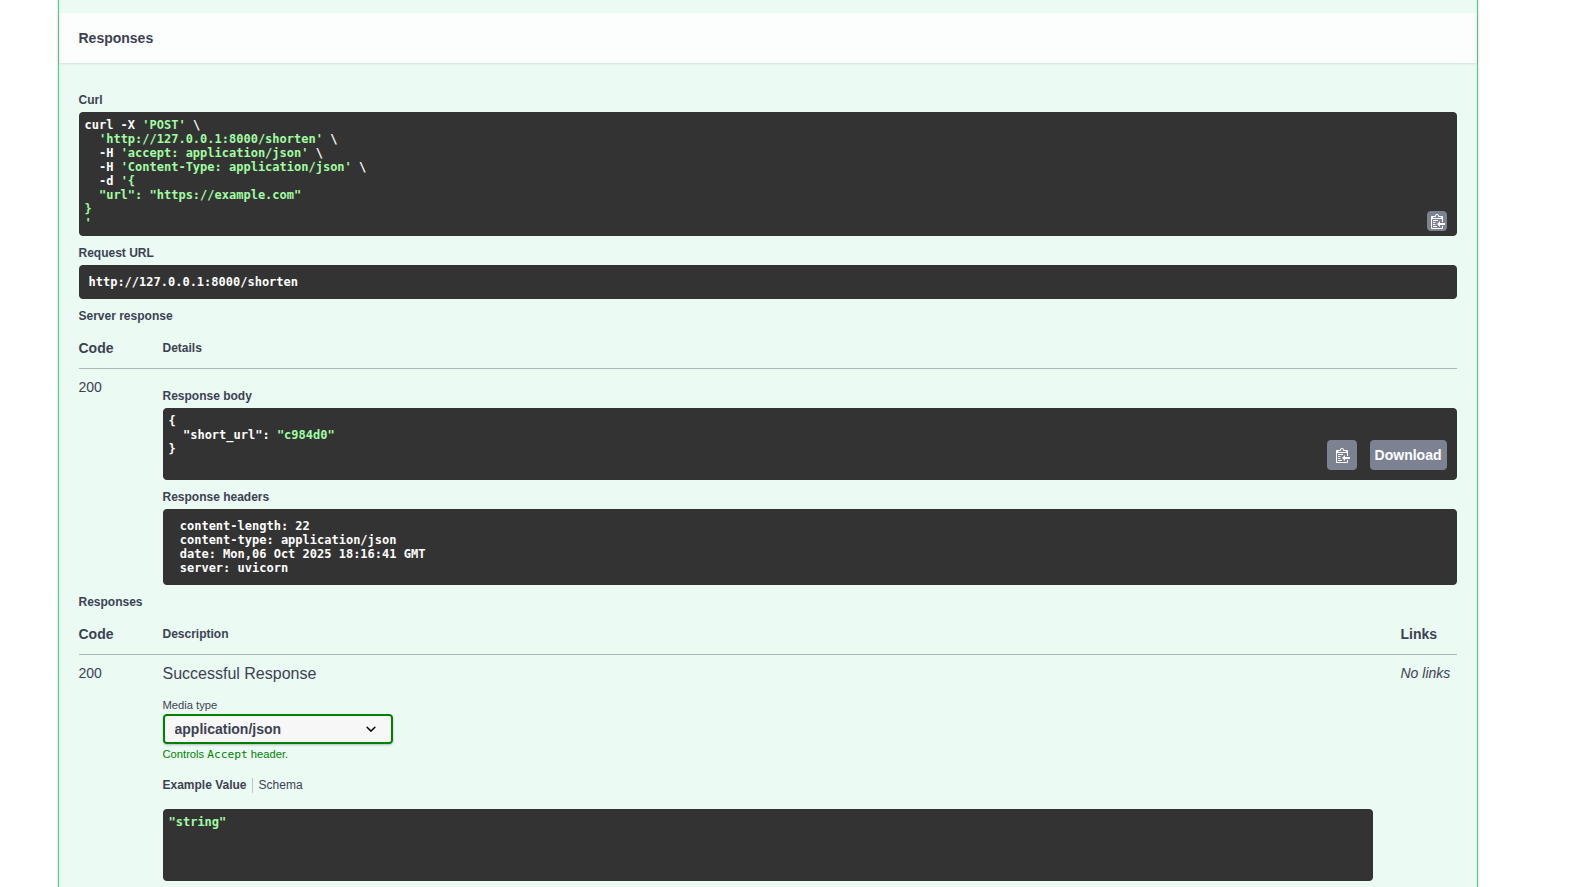 Responses
Curl
curl -X 'POST' \
  'http://127.0.0.1:8000/shorten' \
  -H 'accept: application/json' \
  -H 'Content-Type: application/json' \
  -d '{
  "url": "https://example.com"
}
'
Request URL
http://127.0.0.1:8000/shorten
Server response
Code Details
200
Response body
{
  "short_url": "c984d0"
}
Download
Response headers
content-length: 22
content-type: application/json
date: Mon,06 Oct 2025 18:16:41 GMT
server: uvicorn
Responses
Code Description Links
200 Successful Response No links
Media type
application/json
Controls Accept header.
Example Value Schema
"string"